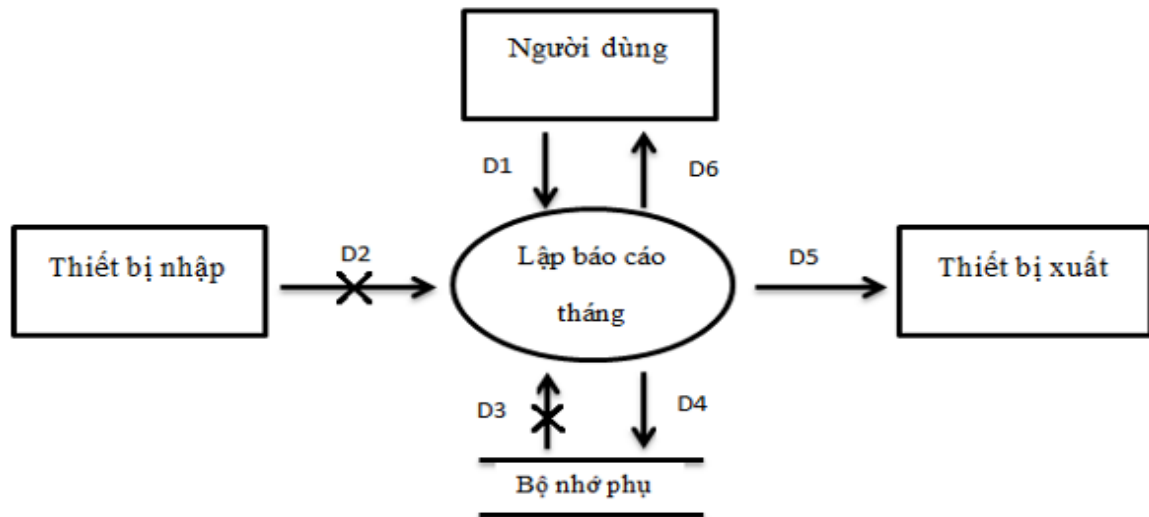 Người dùng
D1
D6
Thiết bị nhập
D2
Lập báo cáo
tháng
D5
Thiết bị xuất
D3
D4
Bộ nhớ phụ